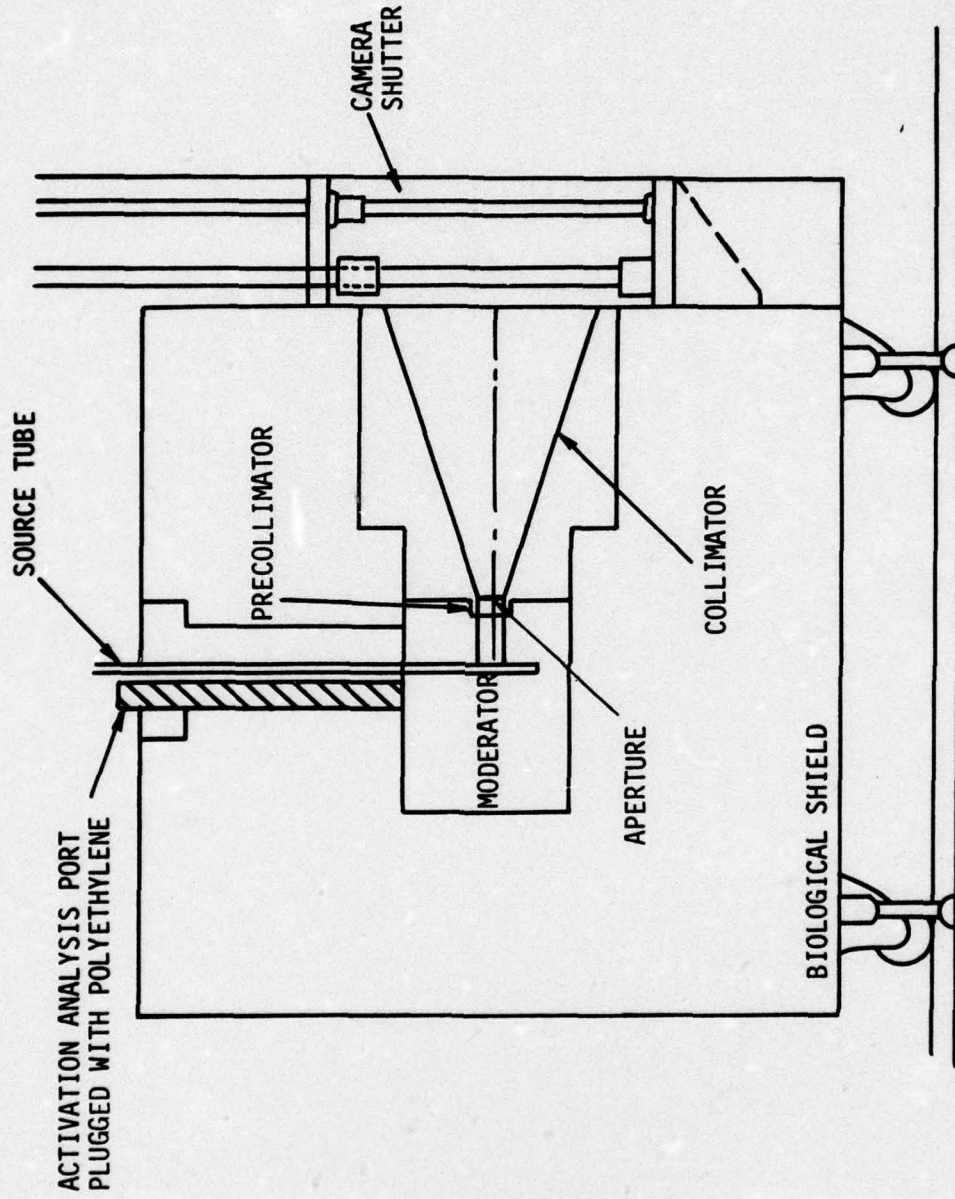 ACTIVATION ANALYSIS PORT
PLUGGED WITH POLYETHYLENE
SOURCE TUBE
CAMERA
SHUTTER
PRECOLLIMATOR
MODERATOR
APERTURE
COLLIMATOR
BIOLOGICAL SHIELD